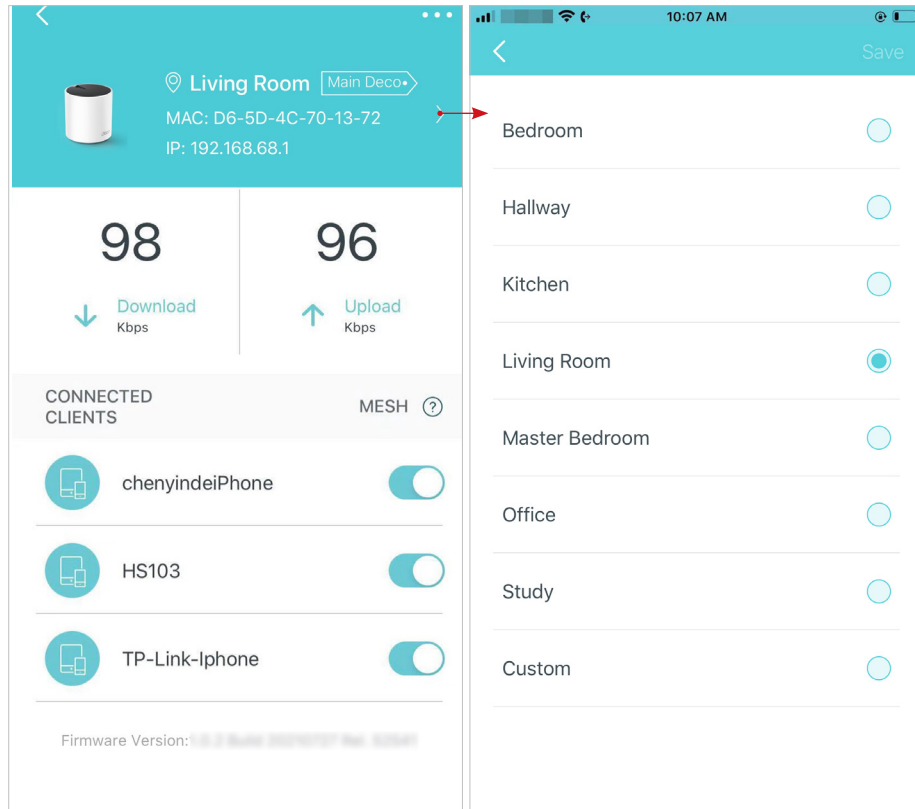 Living Room Main Deco
MAC: D6-5D-4C-70-13-72
IP: 192.168.68.1
98
Download
Kbps
96
Upload
Kbps
CONNECTED
CLIENTS
MESH ?
chenyindeiPhone
HS103
TP-Link-Iphone
Firmware Version:
10:07 AM
Save
Bedroom
Hallway
Kitchen
Living Room
Master Bedroom
Office
Study
Custom